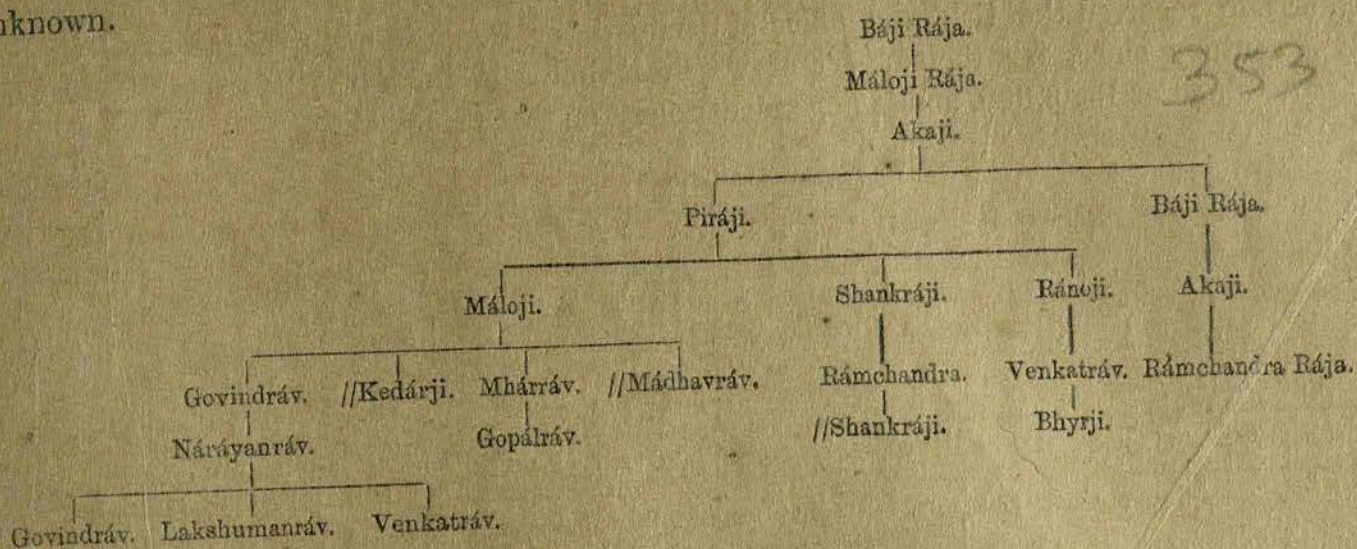 nknown.
353
Báji Rája.
Máloji Rája.
Akaji.
Piráji. Báji Rája.
Máloji. Shankráji. Ránoji. Akaji.
Govindráv. //Kedárji. Mhárráv. //Mádhavráv. Rámchandra. Venkatráv. Rámchandra Rája.
Náráyanráv. Gopálráv. //Shankráji. Bhyrji.
Govindráv. Lakshumanráv. Venkatráv.